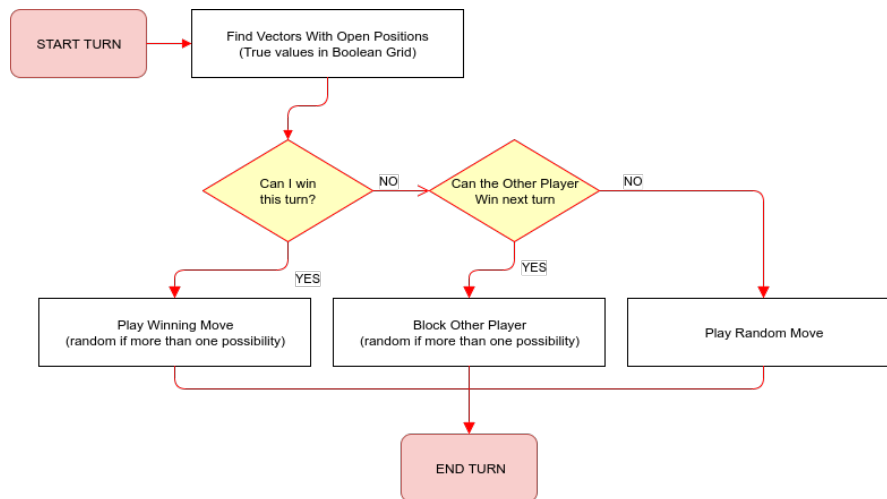 START TURN
Find Vectors With Open Positions
(True values in Boolean Grid)
Can I win
this turn?
NO
Can the Other Player
Win next turn
NO
YES
YES
Play Winning Move
(random if more than one possibility)
Block Other Player
(random if more than one possibility)
Play Random Move
END TURN